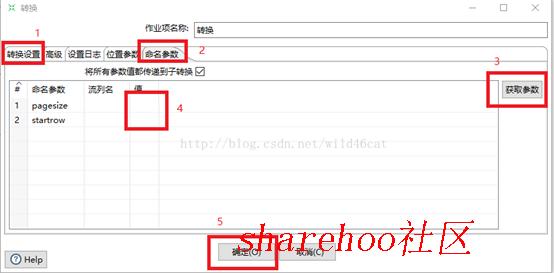 转换
作业项名称: 转换
1
2
转换设置 高级 设置日志 位置参数 命名参数
将所有参数值都传递到子转换
3
# 命名参数 流列名 值
获取参数
1 pagesize
2 startrow
4
http://blog.csdn.net/wild46cat
5
sharehoo社区
确定(O) 取消(C)
Help